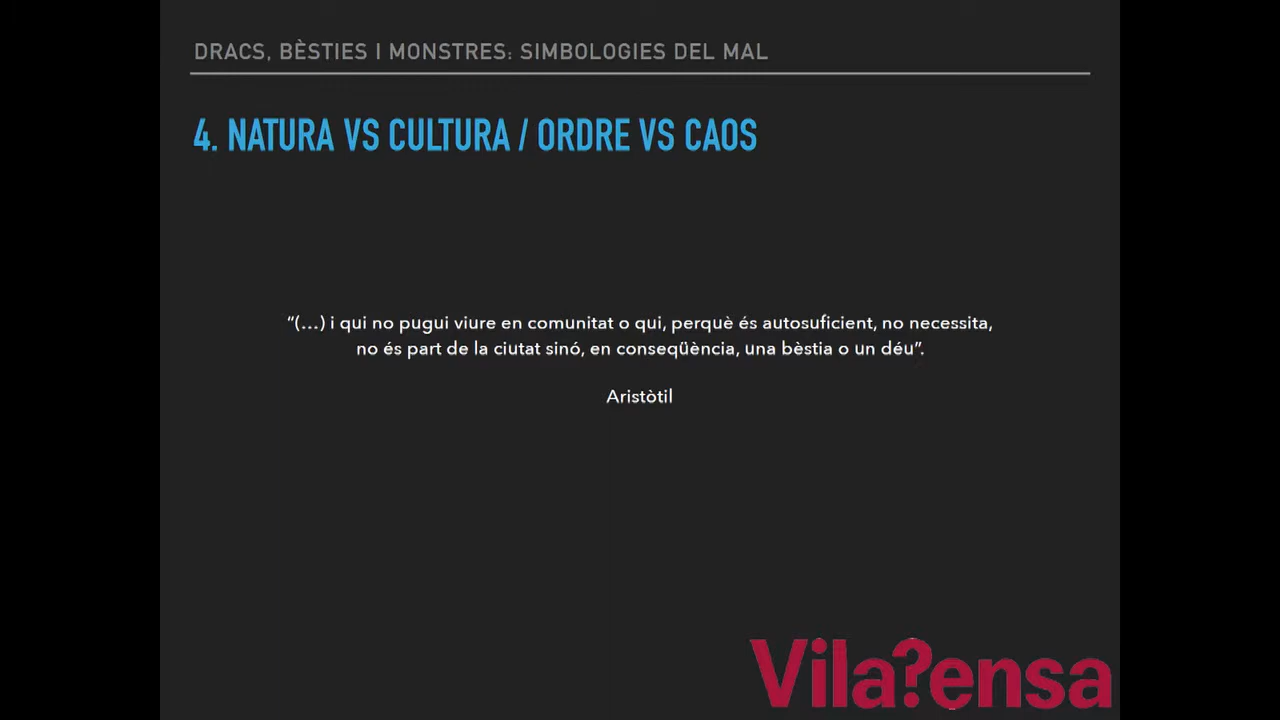 DRACS, BÈSTIES I MONSTRES: SIMBOLOGIES DEL MAL
4. NATURA VS CULTURA / ORDRE VS CAOS
“(…) i qui no pugui viure en comunitat o qui, perquè és autosuficient, no necessita,
no és part de la ciutat sinó, en conseqüència, una bèstia o un déu”.
Aristòtil
Vila?ensa